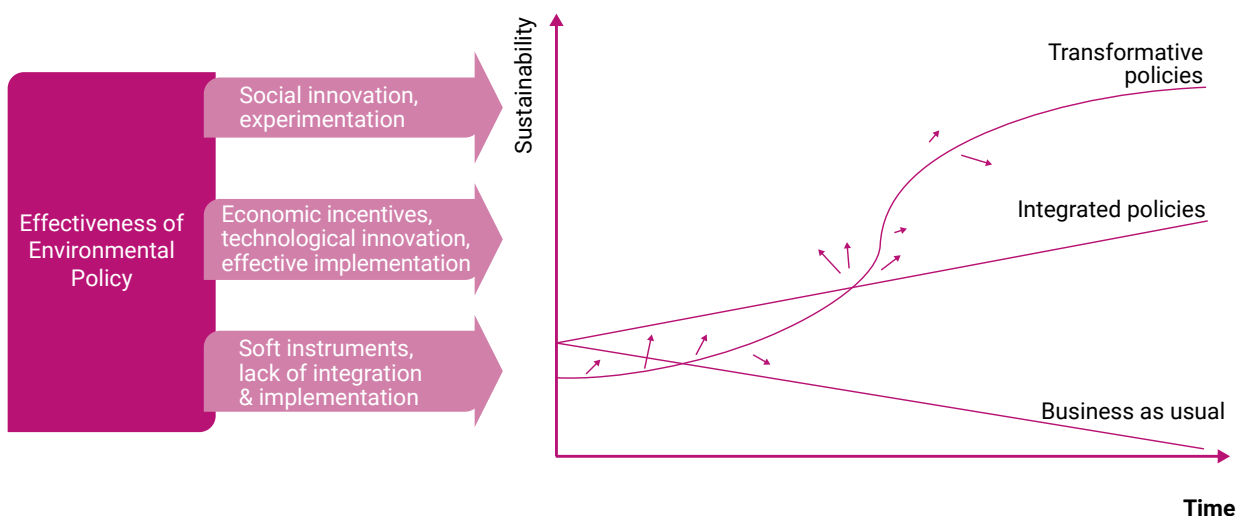 Effectiveness of
Environmental
Policy
Social innovation,
experimentation
Economic incentives,
technological innovation,
effective implementation
Soft instruments,
lack of integration
& implementation
Sustainability
Transformative
policies
Integrated policies
Business as usual
Time